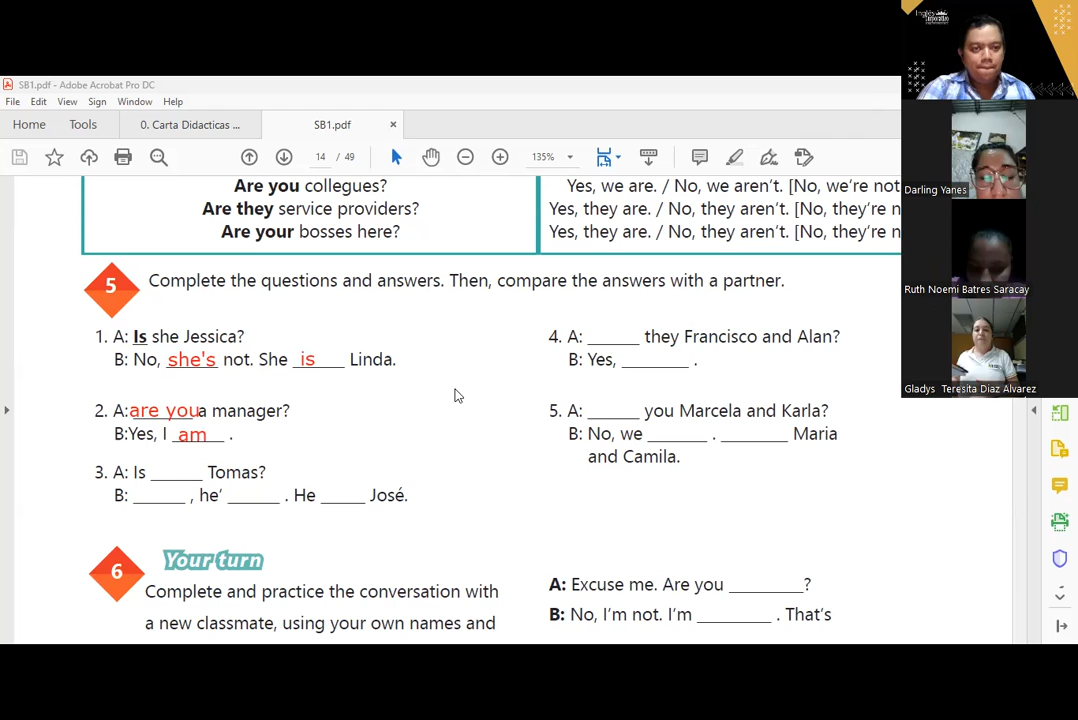 SB1.pdf - Adobe Acrobat Pro DC
File Edit View Sign Window Help
Home Tools 0. Carta Didacticas ... SB1.pdf ×
14 / 49 135%
Are you collegues?
Are they service providers?
Are your bosses here?
Yes, we are. / No, we aren't. [No, we're not
Yes, they are. / No, they aren't. [No, they're n
Yes, they are. / No, they aren't. [No, they're n
5 Complete the questions and answers. Then, compare the answers with a partner.
1. A: Is she Jessica?
B: No, she's not. She is Linda.
2. A: are you a manager?
B:Yes, I am .
3. A: Is ______ Tomas?
B: ______ , he' ______ . He _____ José.
4. A: ______ they Francisco and Alan?
B: Yes, ________ .
5. A: ______ you Marcela and Karla?
B: No, we _______ . ________ Maria
and Camila.
6 Your turn
Complete and practice the conversation with
a new classmate, using your own names and
A: Excuse me. Are you _________?
B: No, I'm not. I'm _________ . That's
Inglés
Corporativo
Darling Yanes
Ruth Noemi Batres Saracay
Gladys Teresita Diaz Alvarez